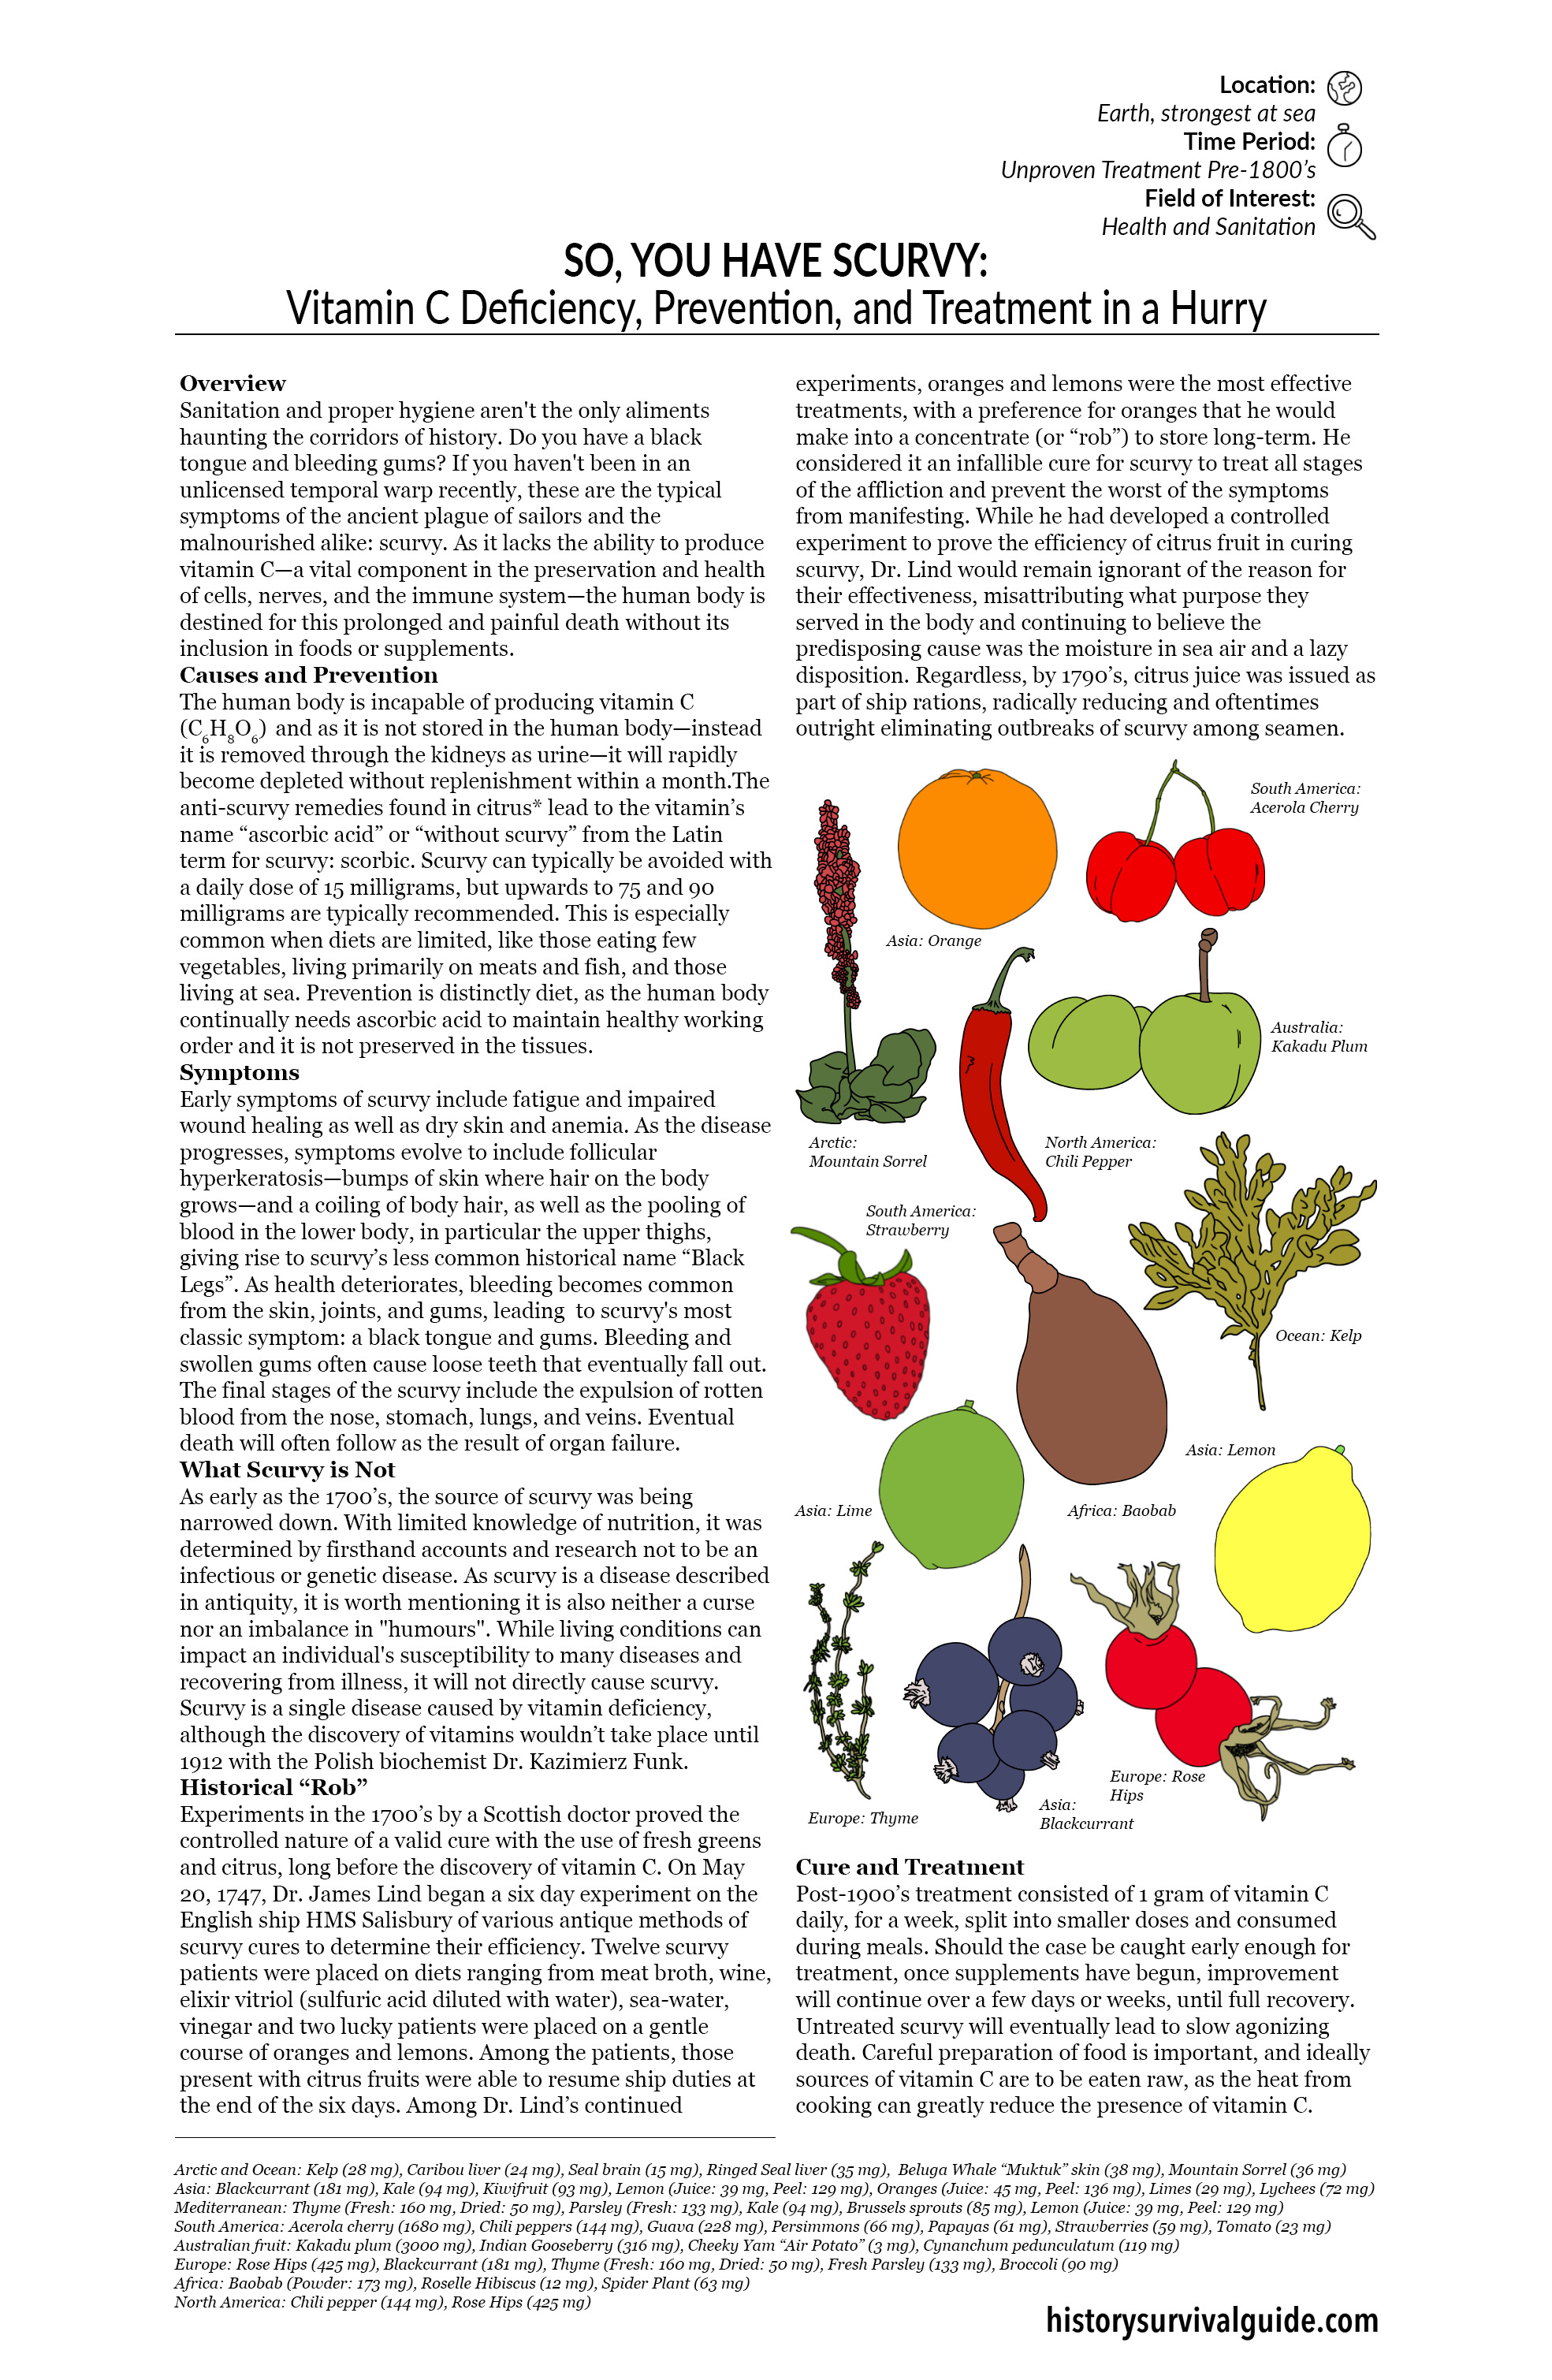 Location:
Earth, strongest at sea
Time Period:
Unproven Treatment Pre-1800’s
Field of Interest:
Health and Sanitation
SO, YOU HAVE SCURVY:
Vitamin C Deficiency, Prevention, and Treatment in a Hurry
Overview
Sanitation and proper hygiene aren't the only aliments
haunting the corridors of history. Do you have a black
tongue and bleeding gums? If you haven't been in an
unlicensed temporal warp recently, these are the typical
symptoms of the ancient plague of sailors and the
malnourished alike: scurvy. As it lacks the ability to produce
vitamin C—a vital component in the preservation and health
of cells, nerves, and the immune system—the human body is
destined for this prolonged and painful death without its
inclusion in foods or supplements.
Causes and Prevention
The human body is incapable of producing vitamin C
(C₆H₈O₆) and as it is not stored in the human body—instead
it is removed through the kidneys as urine—it will rapidly
become depleted without replenishment within a month.The
anti-scurvy remedies found in citrus* lead to the vitamin’s
name “ascorbic acid” or “without scurvy” from the Latin
term for scurvy: scorbic. Scurvy can typically be avoided with
a daily dose of 15 milligrams, but upwards to 75 and 90
milligrams are typically recommended. This is especially
common when diets are limited, like those eating few
vegetables, living primarily on meats and fish, and those
living at sea. Prevention is distinctly diet, as the human body
continually needs ascorbic acid to maintain healthy working
order and it is not preserved in the tissues.
Symptoms
Early symptoms of scurvy include fatigue and impaired
wound healing as well as dry skin and anemia. As the disease
progresses, symptoms evolve to include follicular
hyperkeratosis—bumps of skin where hair on the body
grows—and a coiling of body hair, as well as the pooling of
blood in the lower body, in particular the upper thighs,
giving rise to scurvy’s less common historical name “Black
Legs”. As health deteriorates, bleeding becomes common
from the skin, joints, and gums, leading  to scurvy's most
classic symptom: a black tongue and gums. Bleeding and
swollen gums often cause loose teeth that eventually fall out.
The final stages of the scurvy include the expulsion of rotten
blood from the nose, stomach, lungs, and veins. Eventual
death will often follow as the result of organ failure.
What Scurvy is Not
As early as the 1700’s, the source of scurvy was being
narrowed down. With limited knowledge of nutrition, it was
determined by firsthand accounts and research not to be an
infectious or genetic disease. As scurvy is a disease described
in antiquity, it is worth mentioning it is also neither a curse
nor an imbalance in "humours". While living conditions can
impact an individual's susceptibility to many diseases and
recovering from illness, it will not directly cause scurvy.
Scurvy is a single disease caused by vitamin deficiency,
although the discovery of vitamins wouldn’t take place until
1912 with the Polish biochemist Dr. Kazimierz Funk.
Historical “Rob”
Experiments in the 1700’s by a Scottish doctor proved the
controlled nature of a valid cure with the use of fresh greens
and citrus, long before the discovery of vitamin C. On May
20, 1747, Dr. James Lind began a six day experiment on the
English ship HMS Salisbury of various antique methods of
scurvy cures to determine their efficiency. Twelve scurvy
patients were placed on diets ranging from meat broth, wine,
elixir vitriol (sulfuric acid diluted with water), sea-water,
vinegar and two lucky patients were placed on a gentle
course of oranges and lemons. Among the patients, those
present with citrus fruits were able to resume ship duties at
the end of the six days. Among Dr. Lind’s continued
experiments, oranges and lemons were the most effective
treatments, with a preference for oranges that he would
make into a concentrate (or “rob”) to store long-term. He
considered it an infallible cure for scurvy to treat all stages
of the affliction and prevent the worst of the symptoms
from manifesting. While he had developed a controlled
experiment to prove the efficiency of citrus fruit in curing
scurvy, Dr. Lind would remain ignorant of the reason for
their effectiveness, misattributing what purpose they
served in the body and continuing to believe the
predisposing cause was the moisture in sea air and a lazy
disposition. Regardless, by 1790’s, citrus juice was issued as
part of ship rations, radically reducing and oftentimes
outright eliminating outbreaks of scurvy among seamen.
South America:
Acerola Cherry
Asia: Orange
Australia:
Kakadu Plum
Arctic:
Mountain Sorrel
North America:
Chili Pepper
South America:
Strawberry
Ocean: Kelp
Asia: Lemon
Asia: Lime
Africa: Baobab
Europe: Rose
Hips
Europe: Thyme
Asia:
Blackcurrant
Cure and Treatment
Post-1900’s treatment consisted of 1 gram of vitamin C
daily, for a week, split into smaller doses and consumed
during meals. Should the case be caught early enough for
treatment, once supplements have begun, improvement
will continue over a few days or weeks, until full recovery.
Untreated scurvy will eventually lead to slow agonizing
death. Careful preparation of food is important, and ideally
sources of vitamin C are to be eaten raw, as the heat from
cooking can greatly reduce the presence of vitamin C.
Arctic and Ocean: Kelp (28 mg), Caribou liver (24 mg), Seal brain (15 mg), Ringed Seal liver (35 mg),  Beluga Whale “Muktuk” skin (38 mg), Mountain Sorrel (36 mg)
Asia: Blackcurrant (181 mg), Kale (94 mg), Kiwifruit (93 mg), Lemon (Juice: 39 mg, Peel: 129 mg), Oranges (Juice: 45 mg, Peel: 136 mg), Limes (29 mg), Lychees (72 mg)
Mediterranean: Thyme (Fresh: 160 mg, Dried: 50 mg), Parsley (Fresh: 133 mg), Kale (94 mg), Brussels sprouts (85 mg), Lemon (Juice: 39 mg, Peel: 129 mg)
South America: Acerola cherry (1680 mg), Chili peppers (144 mg), Guava (228 mg), Persimmons (66 mg), Papayas (61 mg), Strawberries (59 mg), Tomato (23 mg)
Australian fruit: Kakadu plum (3000 mg), Indian Gooseberry (316 mg), Cheeky Yam “Air Potato” (3 mg), Cynanchum pedunculatum (119 mg)
Europe: Rose Hips (425 mg), Blackcurrant (181 mg), Thyme (Fresh: 160 mg, Dried: 50 mg), Fresh Parsley (133 mg), Broccoli (90 mg)
Africa: Baobab (Powder: 173 mg), Roselle Hibiscus (12 mg), Spider Plant (63 mg)
North America: Chili pepper (144 mg), Rose Hips (425 mg)
historysurvivalguide.com